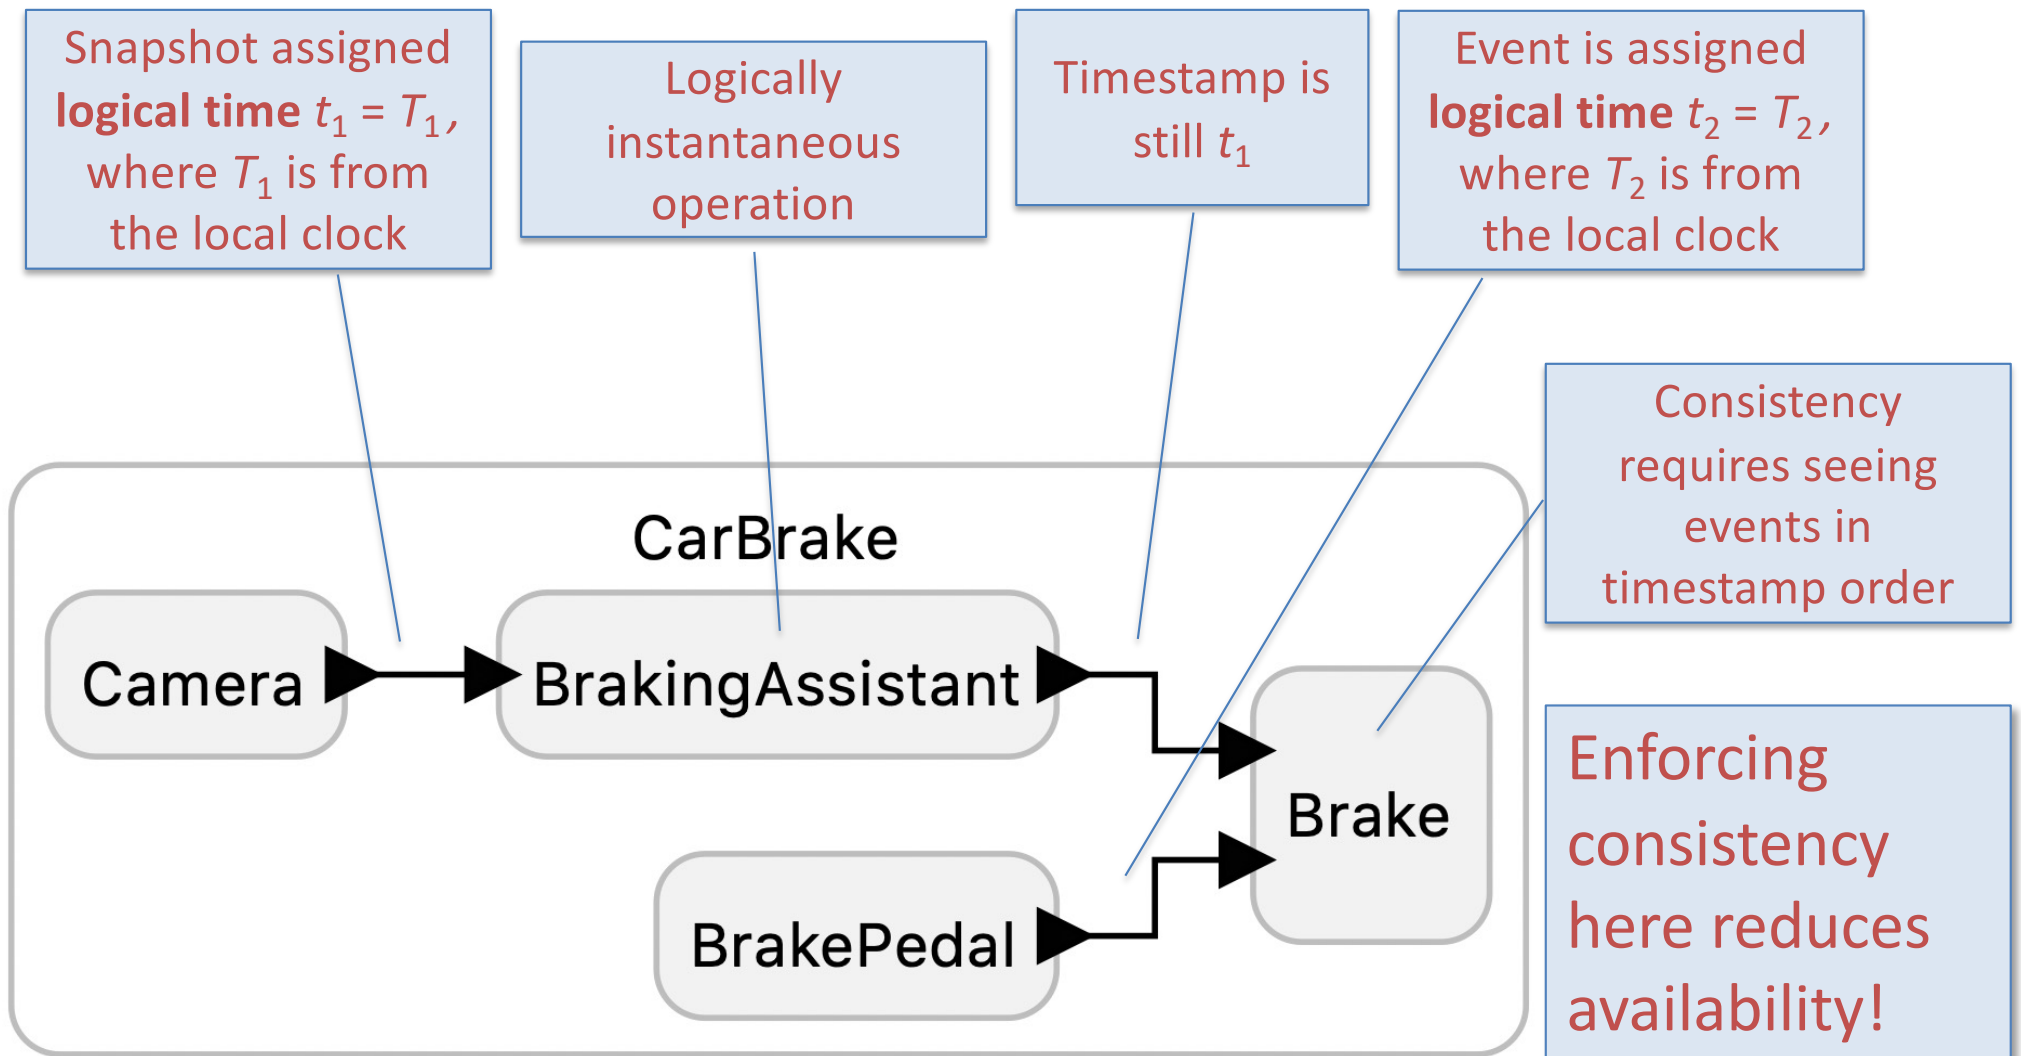 Snapshot assigned
logical time t₁ = T₁,
where T₁ is from
the local clock
Logically
instantaneous
operation
Timestamp is
still t₁
Event is assigned
logical time t₂ = T₂,
where T₂ is from
the local clock
Consistency
requires seeing
events in
timestamp order
CarBrake
Camera
BrakingAssistant
Brake
BrakePedal
Enforcing
consistency
here reduces
availability!